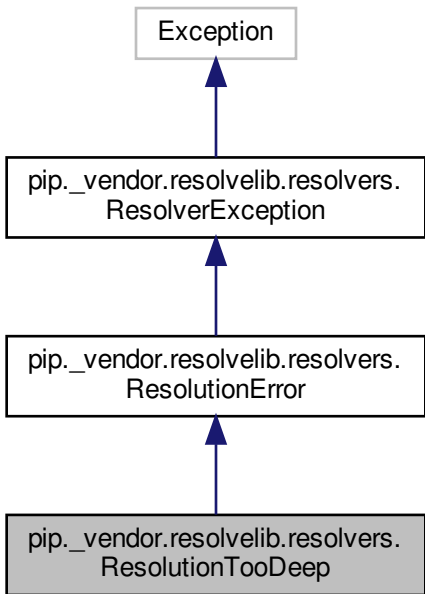 Exception
pip._vendor.resolvelib.resolvers.
ResolverException
pip._vendor.resolvelib.resolvers.
ResolutionError
pip._vendor.resolvelib.resolvers.
ResolutionTooDeep